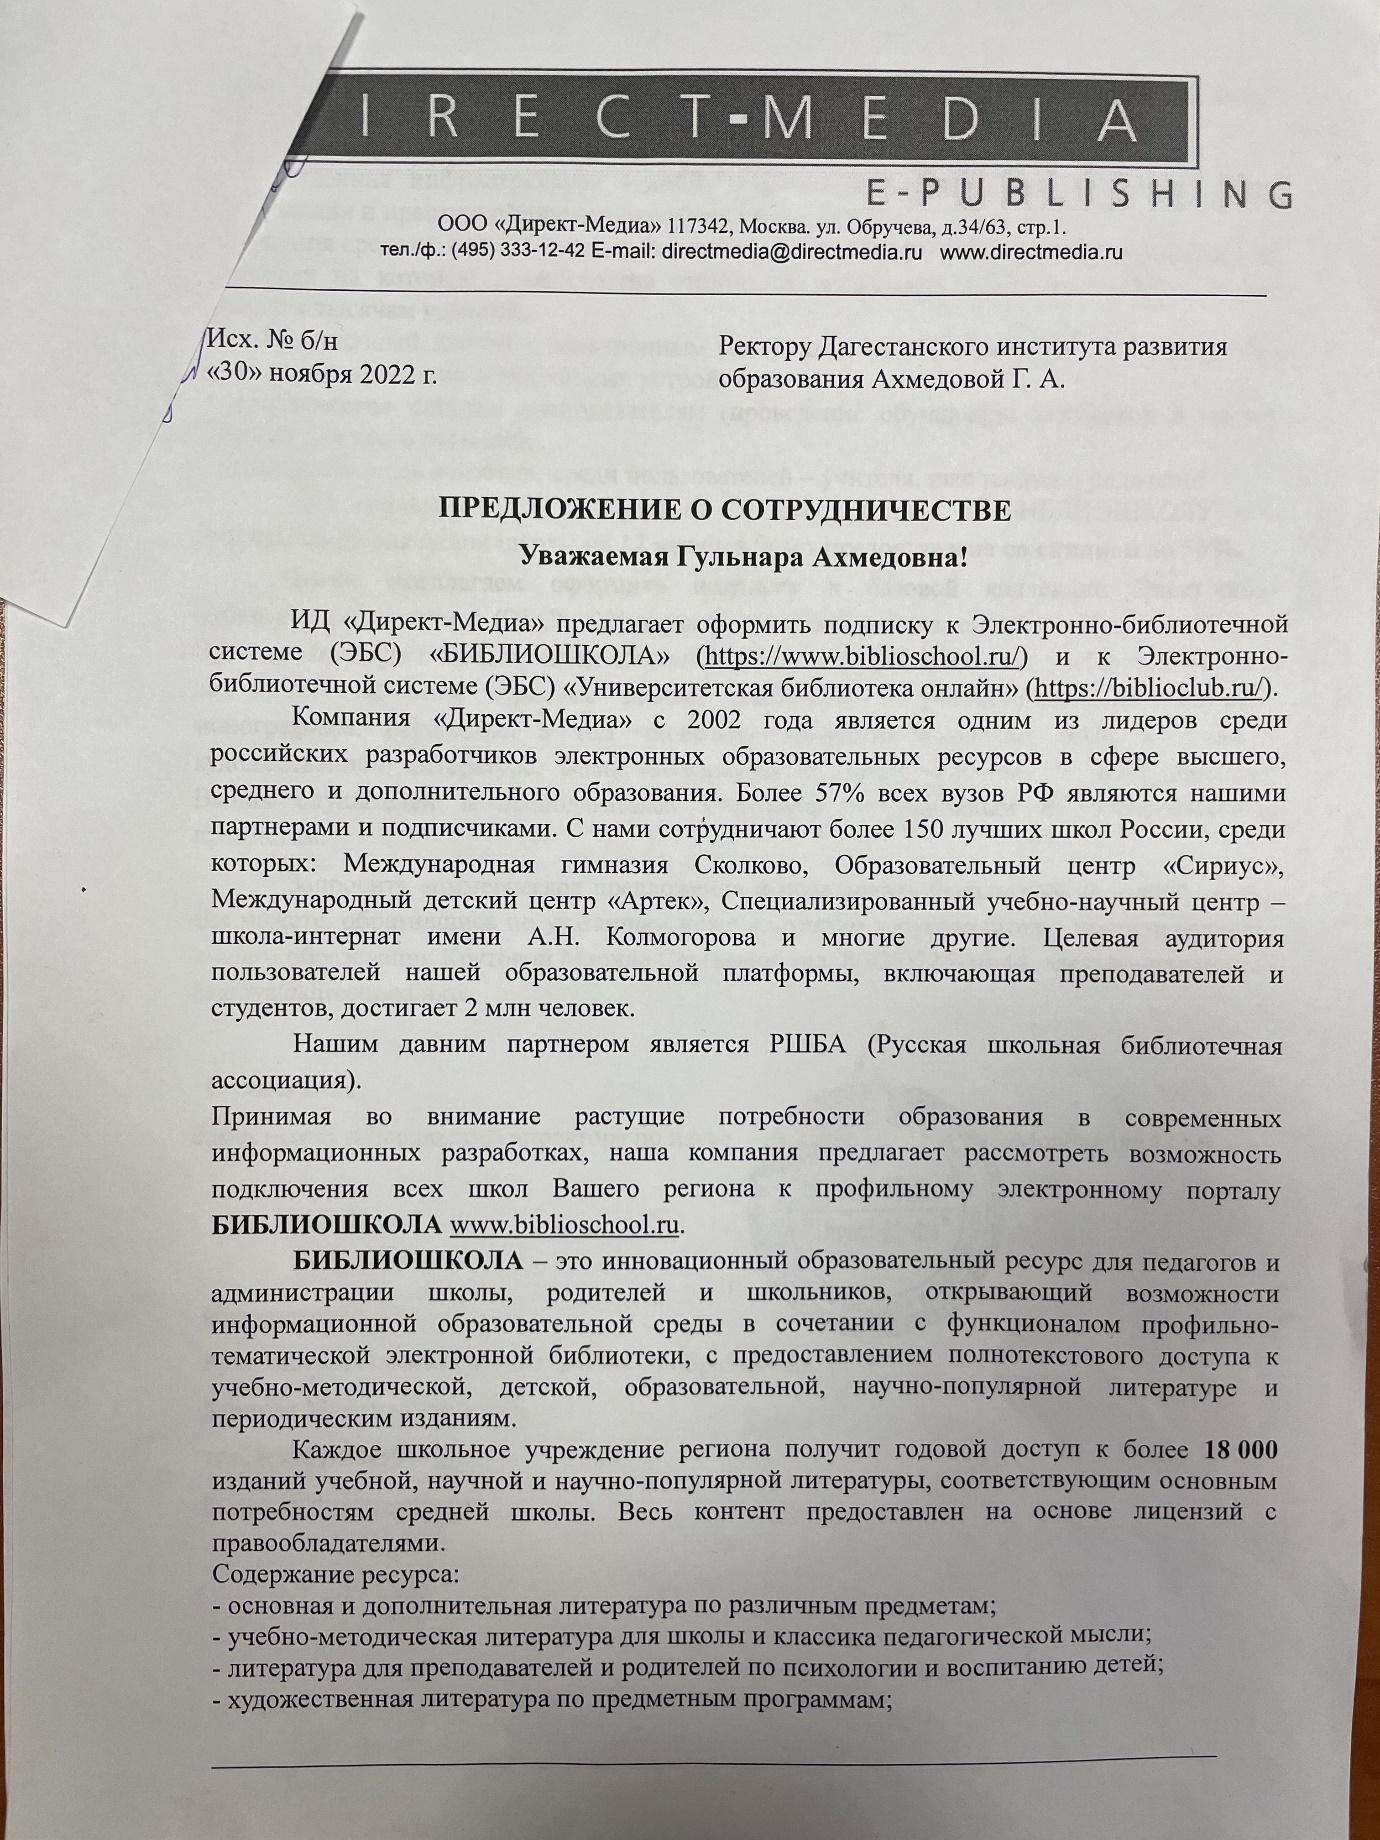 IRECT-MEDIA
E-PUBLISHING
ООО «Директ-Медиа» 117342, Москва. ул. Обручева, д.34/63, стр.1.
тел./ф.: (495) 333-12-42 E-mail: directmedia@directmedia.ru www.directmedia.ru
Исх. № б/н
«30» ноября 2022 г.
Ректору Дагестанского института развития
образования Ахмедовой Г. А.
ПРЕДЛОЖЕНИЕ О СОТРУДНИЧЕСТВЕ
Уважаемая Гульнара Ахмедовна!
ИД «Директ-Медиа» предлагает оформить подписку к Электронно-библиотечной
системе (ЭБС) «БИБЛИОШКОЛА» (https://www.biblioschool.ru/) и к Электронно-
библиотечной системе (ЭБС) «Университетская библиотека онлайн» (https://biblioclub.ru/).
Компания «Директ-Медиа» с 2002 года является одним из лидеров среди
российских разработчиков электронных образовательных ресурсов в сфере высшего,
среднего и дополнительного образования. Более 57% всех вузов РФ являются нашими
партнерами и подписчиками. С нами сотрудничают более 150 лучших школ России, среди
которых: Международная гимназия Сколково, Образовательный центр «Сириус»,
Международный детский центр «Артек», Специализированный учебно-научный центр –
школа-интернат имени А.Н. Колмогорова и многие другие. Целевая аудитория
пользователей нашей образовательной платформы, включающая преподавателей и
студентов, достигает 2 млн человек.
Нашим давним партнером является РШБА (Русская школьная библиотечная
ассоциация).
Принимая во внимание растущие потребности образования в современных
информационных разработках, наша компания предлагает рассмотреть возможность
подключения всех школ Вашего региона к профильному электронному порталу
БИБЛИОШКОЛА www.biblioschool.ru.
БИБЛИОШКОЛА – это инновационный образовательный ресурс для педагогов и
администрации школы, родителей и школьников, открывающий возможности
информационной образовательной среды в сочетании с функционалом профильно-
тематической электронной библиотеки, с предоставлением полнотекстового доступа к
учебно-методической, детской, образовательной, научно-популярной литературе и
периодическим изданиям.
Каждое школьное учреждение региона получит годовой доступ к более 18 000
изданий учебной, научной и научно-популярной литературы, соответствующим основным
потребностям средней школы. Весь контент предоставлен на основе лицензий с
правообладателями.
Содержание ресурса:
- основная и дополнительная литература по различным предметам;
- учебно-методическая литература для школы и классика педагогической мысли;
- литература для преподавателей и родителей по психологии и воспитанию детей;
- художественная литература по предметным программам;